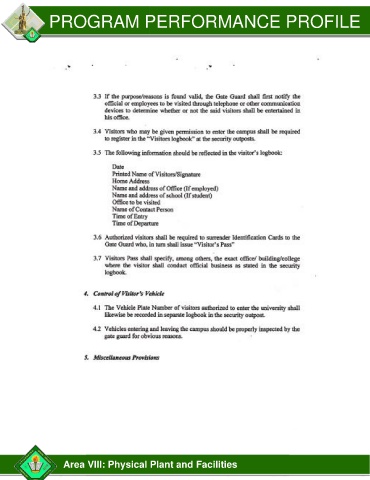 PROGRAM PERFORMANCE PROFILE
3.3 If the purpose/reasons is found valid, the Gate Guard shall first notify the
official or employees to be visited through telephone or other communication
devices to determine whether or not the said visitors shall be entertained in
his office.
3.4 Visitors who may be given permission to enter the campus shall be required
to register in the "Visitors logbook" at the security outposts.
3.5 The following information should be reflected in the visitor's logbook:
Date
Printed Name of Visitors/Signature
Home Address
Name and address of Office (If employed)
Name and address of school (If student)
Office to be visited
Name of Contact Person
Time of Entry
Time of Departure
3.6 Authorized visitors shall be required to surrender Identification Cards to the
Gate Guard who, in turn shall issue "Visitor's Pass"
3.7 Visitors Pass shall specify, among others, the exact office/ building/college
where the visitor shall conduct official business as stated in the security
logbook.
4. Control of Visitor's Vehicle
4.1 The Vehicle Plate Number of visitors authorized to enter the university shall
likewise be recorded in separate logbook in the security outpost.
4.2 Vehicles entering and leaving the campus should be properly inspected by the
gate guard for obvious reasons.
5. Miscellaneous Provisions
Area VIII: Physical Plant and Facilities